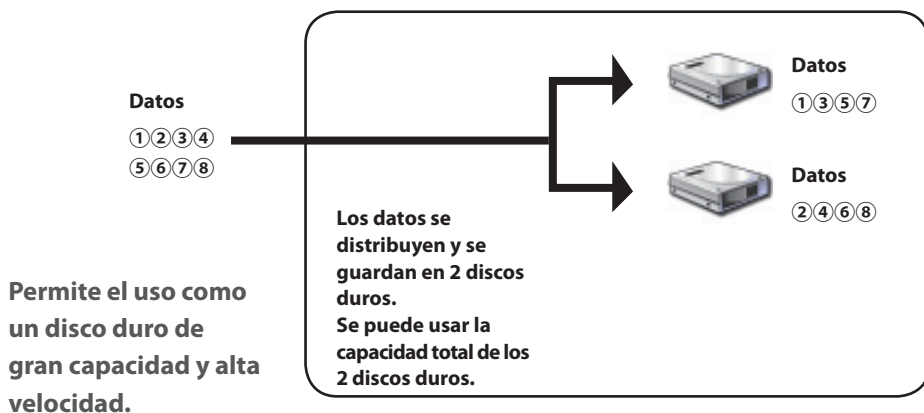 Datos
①②③④
⑤⑥⑦⑧
Datos
①③⑤⑦
Datos
②④⑥⑧
Los datos se
distribuyen y se
guardan en 2 discos
duros.
Se puede usar la
capacidad total de los
2 discos duros.
Permite el uso como
un disco duro de
gran capacidad y alta
velocidad.